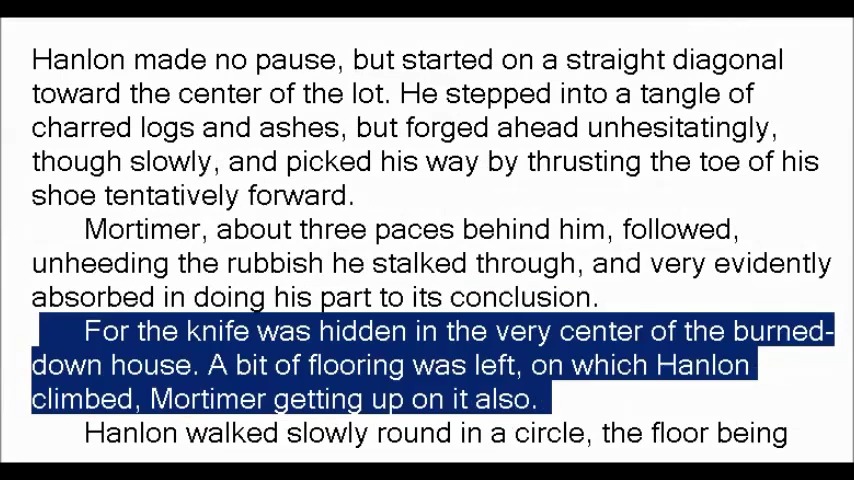 Hanlon made no pause, but started on a straight diagonal
toward the center of the lot. He stepped into a tangle of
charred logs and ashes, but forged ahead unhesitatingly,
though slowly, and picked his way by thrusting the toe of his
shoe tentatively forward.
Mortimer, about three paces behind him, followed,
unheeding the rubbish he stalked through, and very evidently
absorbed in doing his part to its conclusion.
For the knife was hidden in the very center of the burned-
down house. A bit of flooring was left, on which Hanlon
climbed, Mortimer getting up on it also.
Hanlon walked slowly round in a circle, the floor being